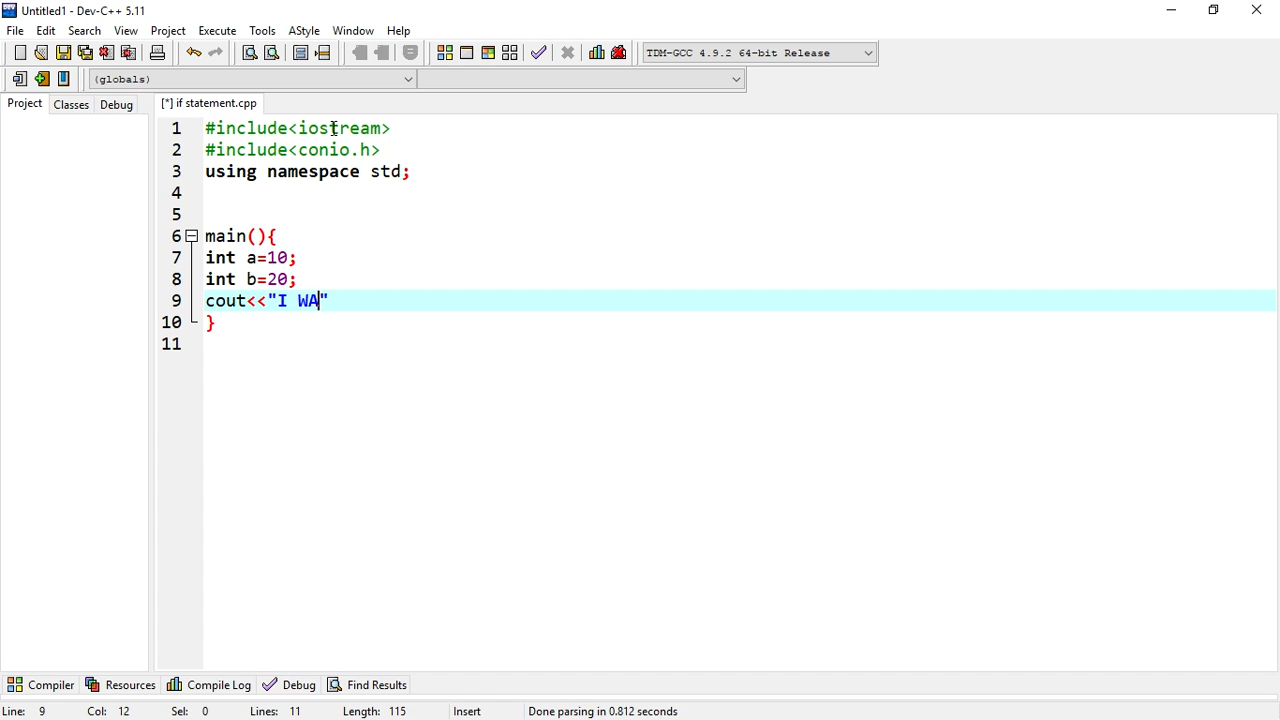 Untitled1 - Dev-C++ 5.11
File Edit Search View Project Execute Tools AStyle Window Help
TDM-GCC 4.9.2 64-bit Release
(globals)
Project Classes Debug [*] if statement.cpp
1 #include<iostream>
2 #include<conio.h>
3 using namespace std;
4
5
6 main(){
7 int a=10;
8 int b=20;
9 cout<<"I WA"
10 }
11
Compiler Resources Compile Log Debug Find Results
Line: 9 Col: 12 Sel: 0 Lines: 11 Length: 115 Insert Done parsing in 0.812 seconds